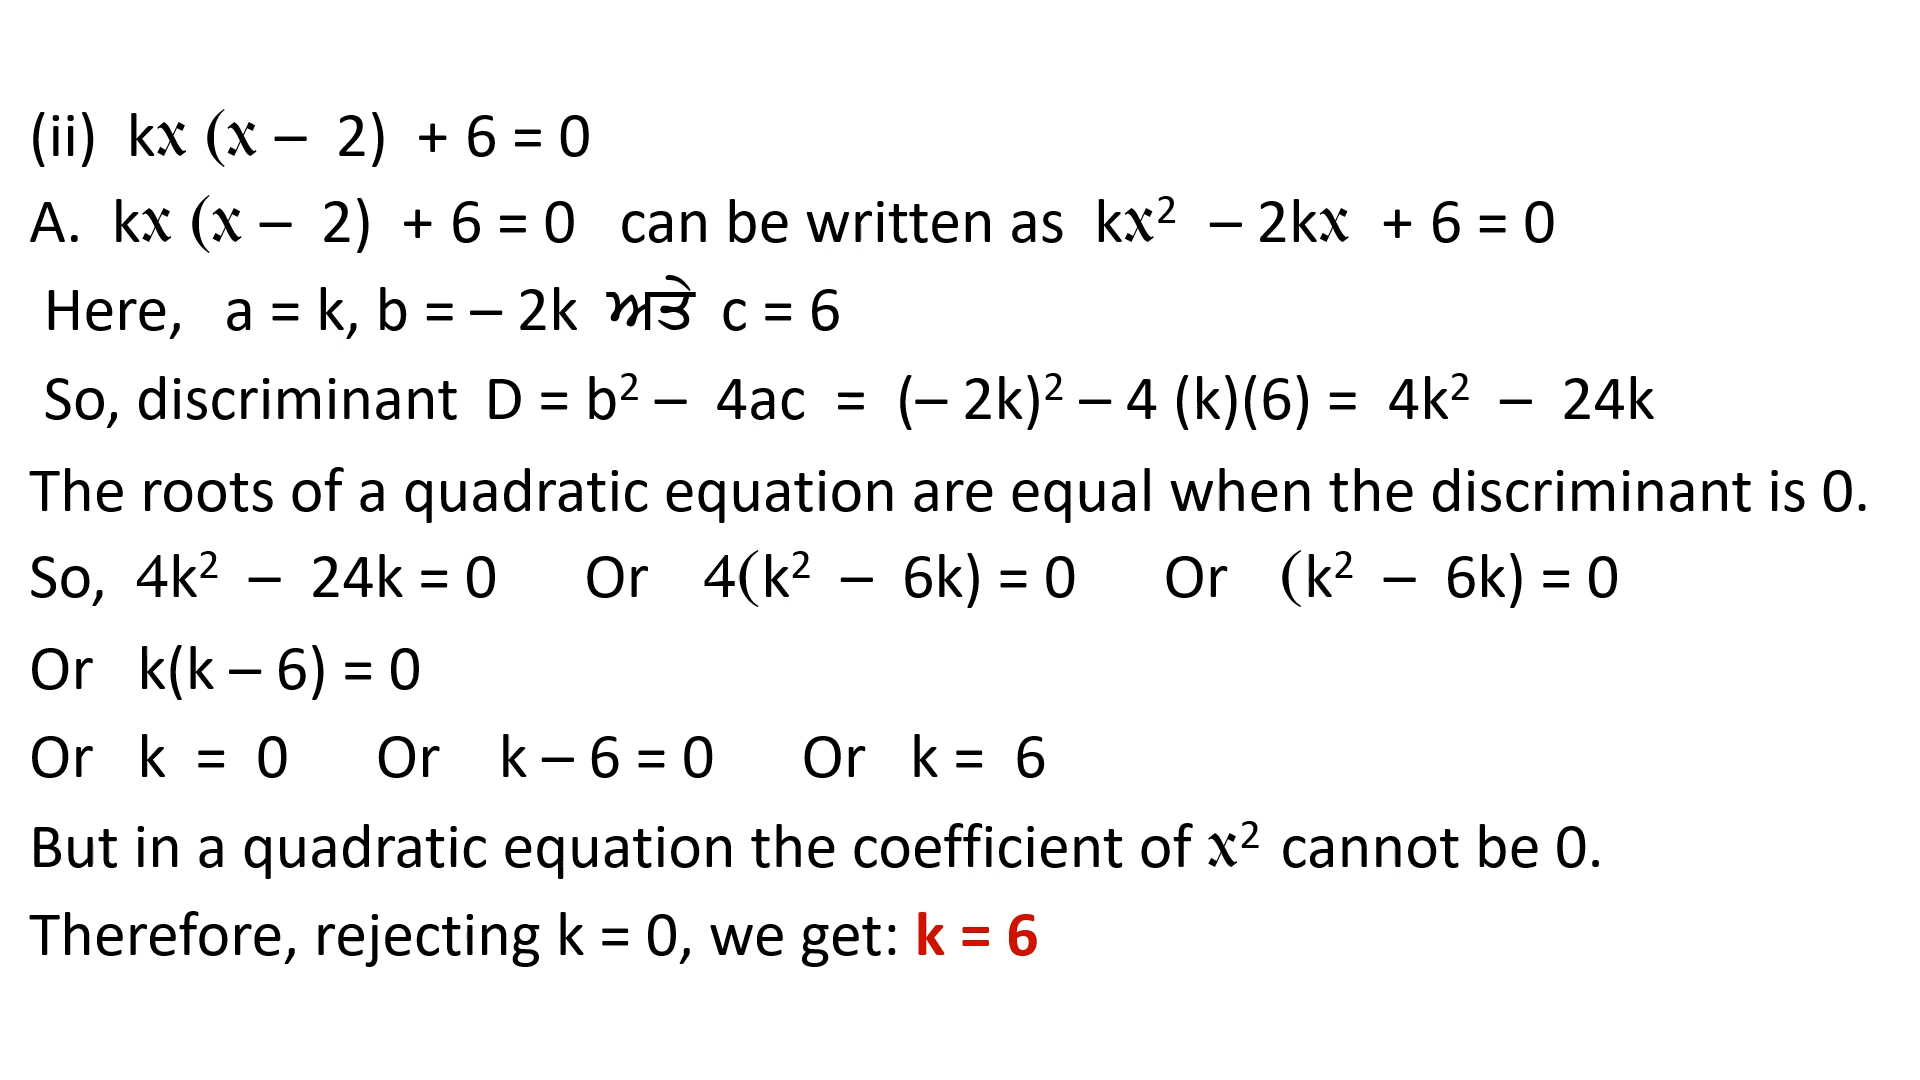 (ii) kx (x – 2) + 6 = 0
A. kx (x – 2) + 6 = 0 can be written as kx² – 2kx + 6 = 0
Here, a = k, b = – 2k ਅਤੇ c = 6
So, discriminant D = b² – 4ac = (– 2k)² – 4 (k)(6) = 4k² – 24k
The roots of a quadratic equation are equal when the discriminant is 0.
So, 4k² – 24k = 0 Or 4(k² – 6k) = 0 Or (k² – 6k) = 0
Or k(k – 6) = 0
Or k = 0 Or k – 6 = 0 Or k = 6
But in a quadratic equation the coefficient of x² cannot be 0.
Therefore, rejecting k = 0, we get: k = 6